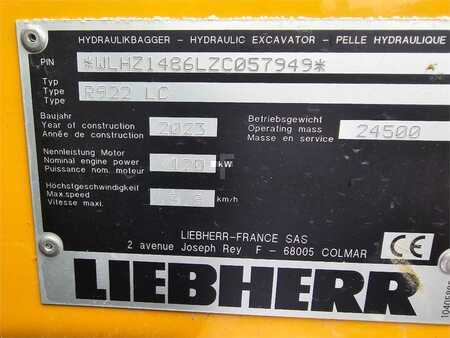 HYDRAULIKBAGGER - HYDRAULIC EXCAVATOR - PELLE HYDRAULIQUE
PIN *WLHZ1486LZC057949*
Typ
Type R922 LC
Type
Baujahr
Year of construction 2023
Année de construction
Betriebsgewicht
Operating mass 24500
Masse en service
Nennleistung Motor
Nominal engine power kW
Puissance nom. moteur
Höchstgeschwindigkeit
Max.speed km/h
Vitesse maxi.
LIEBHERR-FRANCE SAS
2 avenue Joseph Rey F - 68005 COLMAR
CE
LIEBHERR